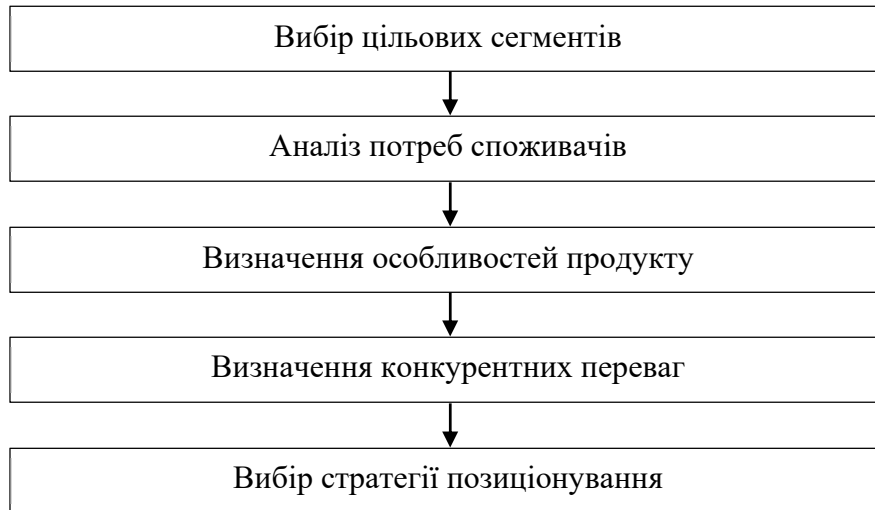 Вибір цільових сегментів
Аналіз потреб споживачів
Визначення особливостей продукту
Визначення конкурентних переваг
Вибір стратегії позиціонування